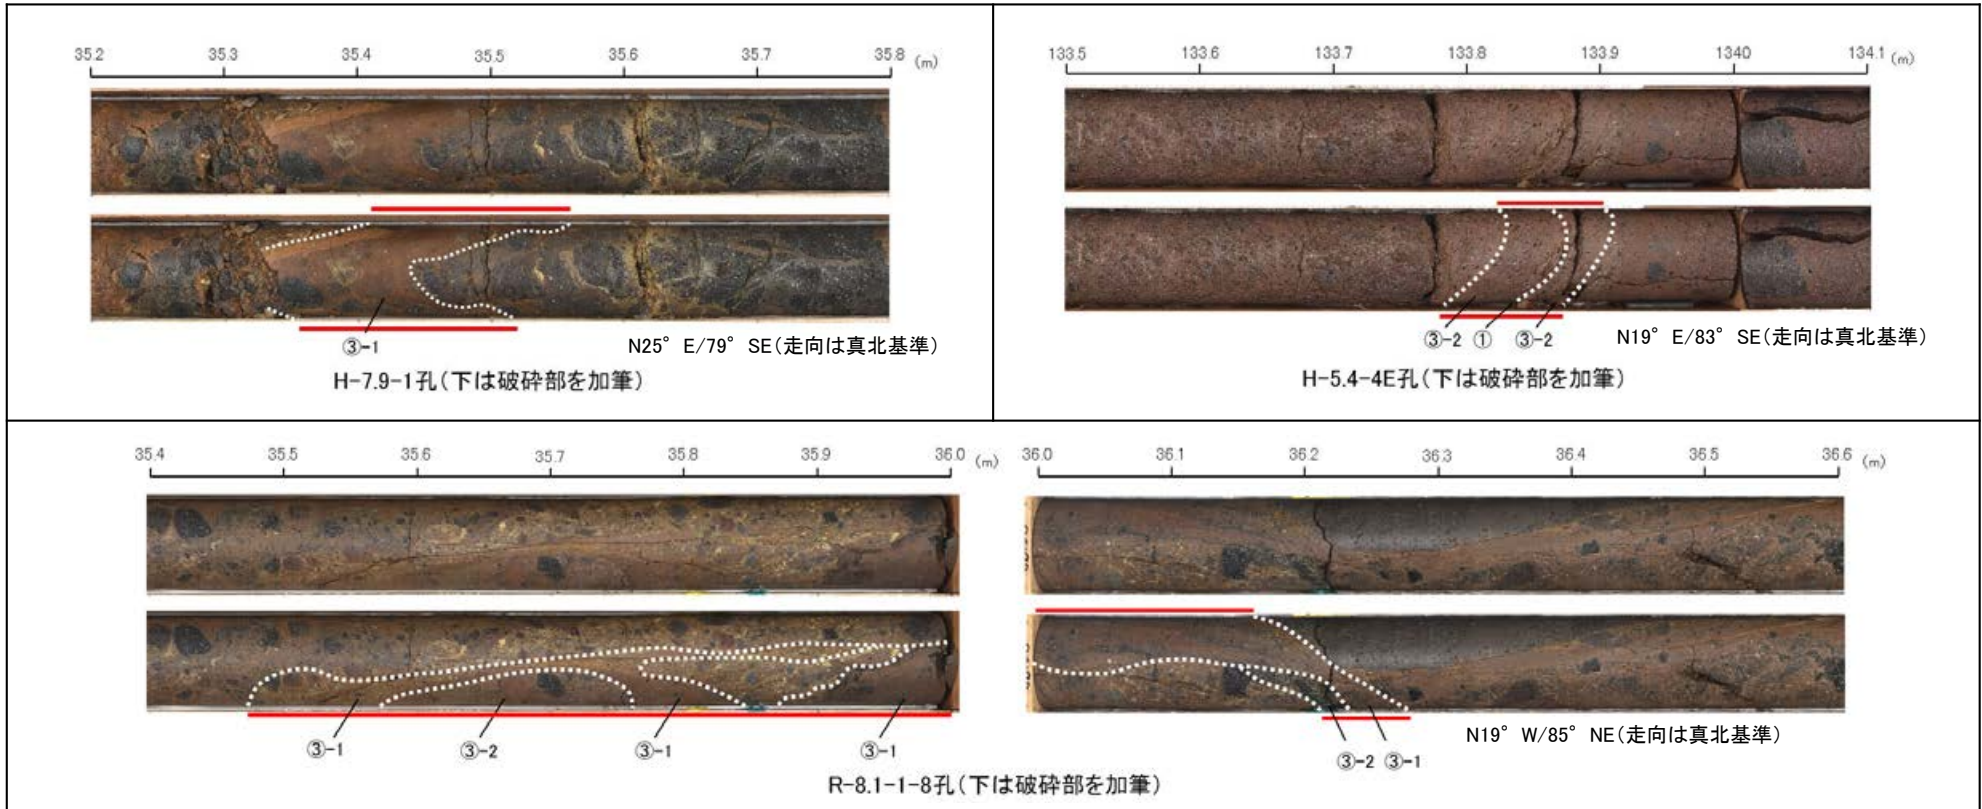 35.2 35.3 35.4 35.5 35.6 35.7 35.8 (m)
③-1
N25° E/79° SE(走向は真北基準)
H-7.9-1孔(下は破砕部を加筆)
133.5 133.6 133.7 133.8 133.9 134.0 134.1 (m)
③-2 ① ③-2
N19° E/83° SE(走向は真北基準)
H-5.4-4E孔(下は破砕部を加筆)
35.4 35.5 35.6 35.7 35.8 35.9 36.0 (m)
36.0 36.1 36.2 36.3 36.4 36.5 36.6 (m)
③-1 ③-2 ③-1 ③-1
N19° W/85° NE(走向は真北基準)
③-2 ③-1
R-8.1-1-8孔(下は破砕部を加筆)